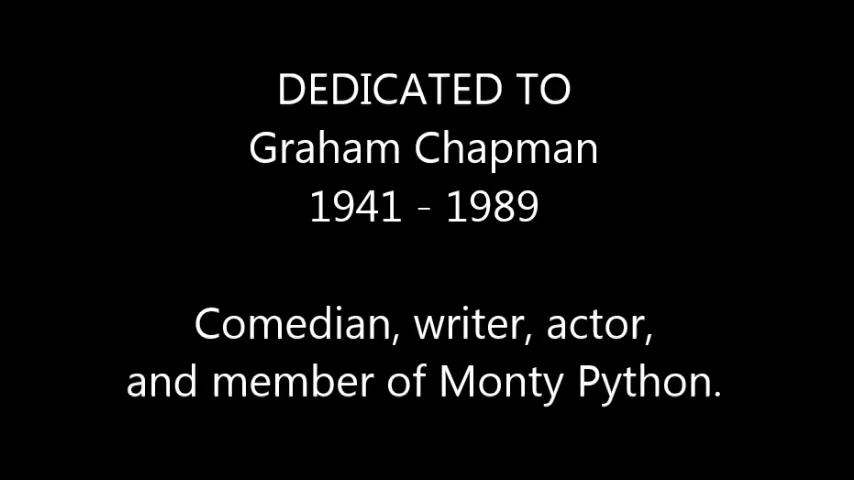 DEDICATED TO
Graham Chapman
1941 - 1989
Comedian, writer, actor,
and member of Monty Python.